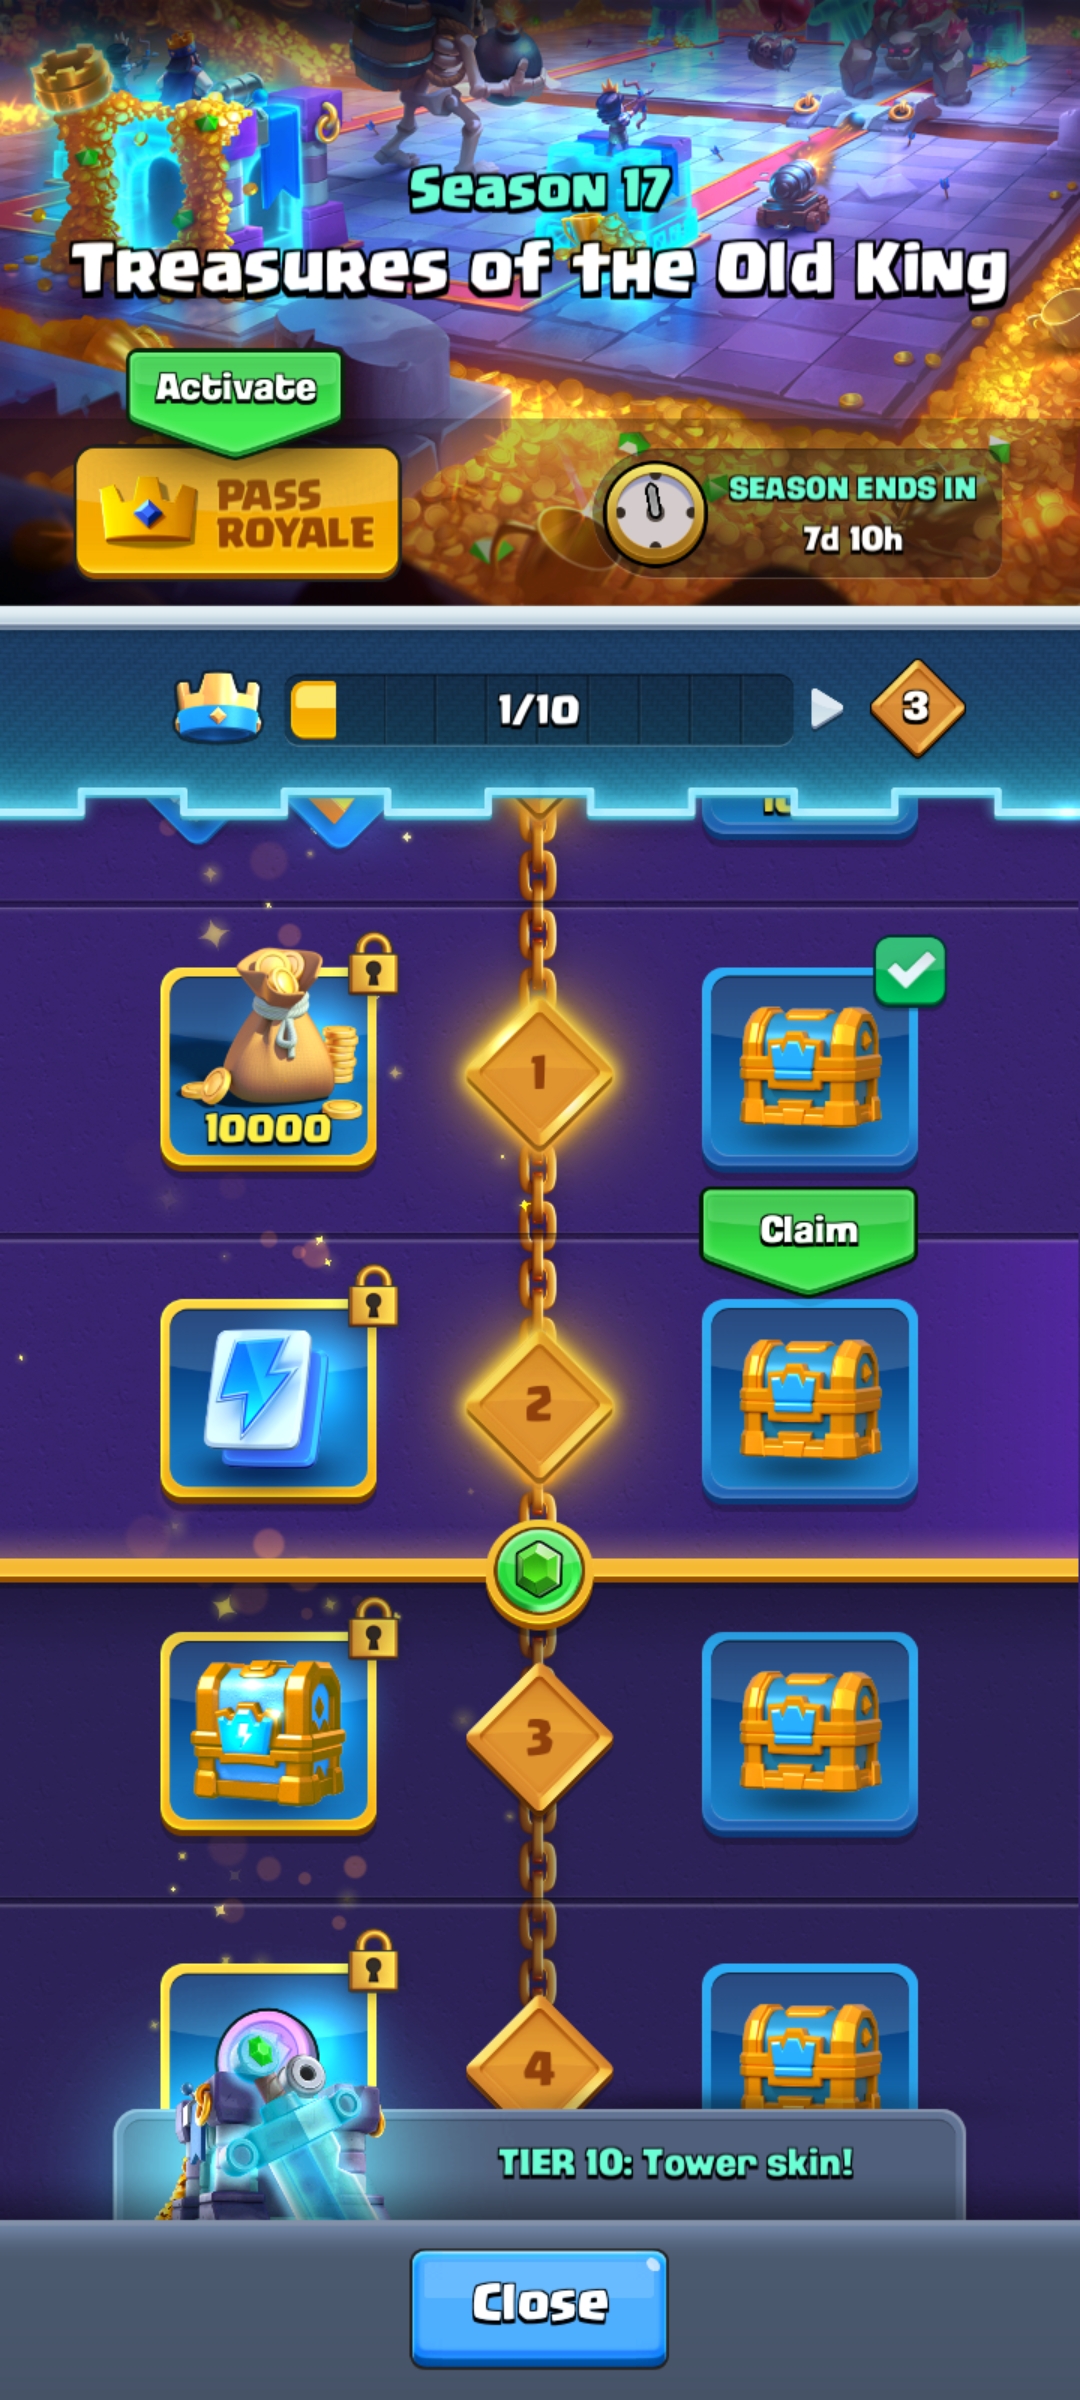 Season 17
Treasures of the Old King
Activate
PASS
ROYALE
SEASON ENDS IN
7d 10h
1/10
3
1
10000
Claim
2
3
4
TIER 10: Tower skin!
Close